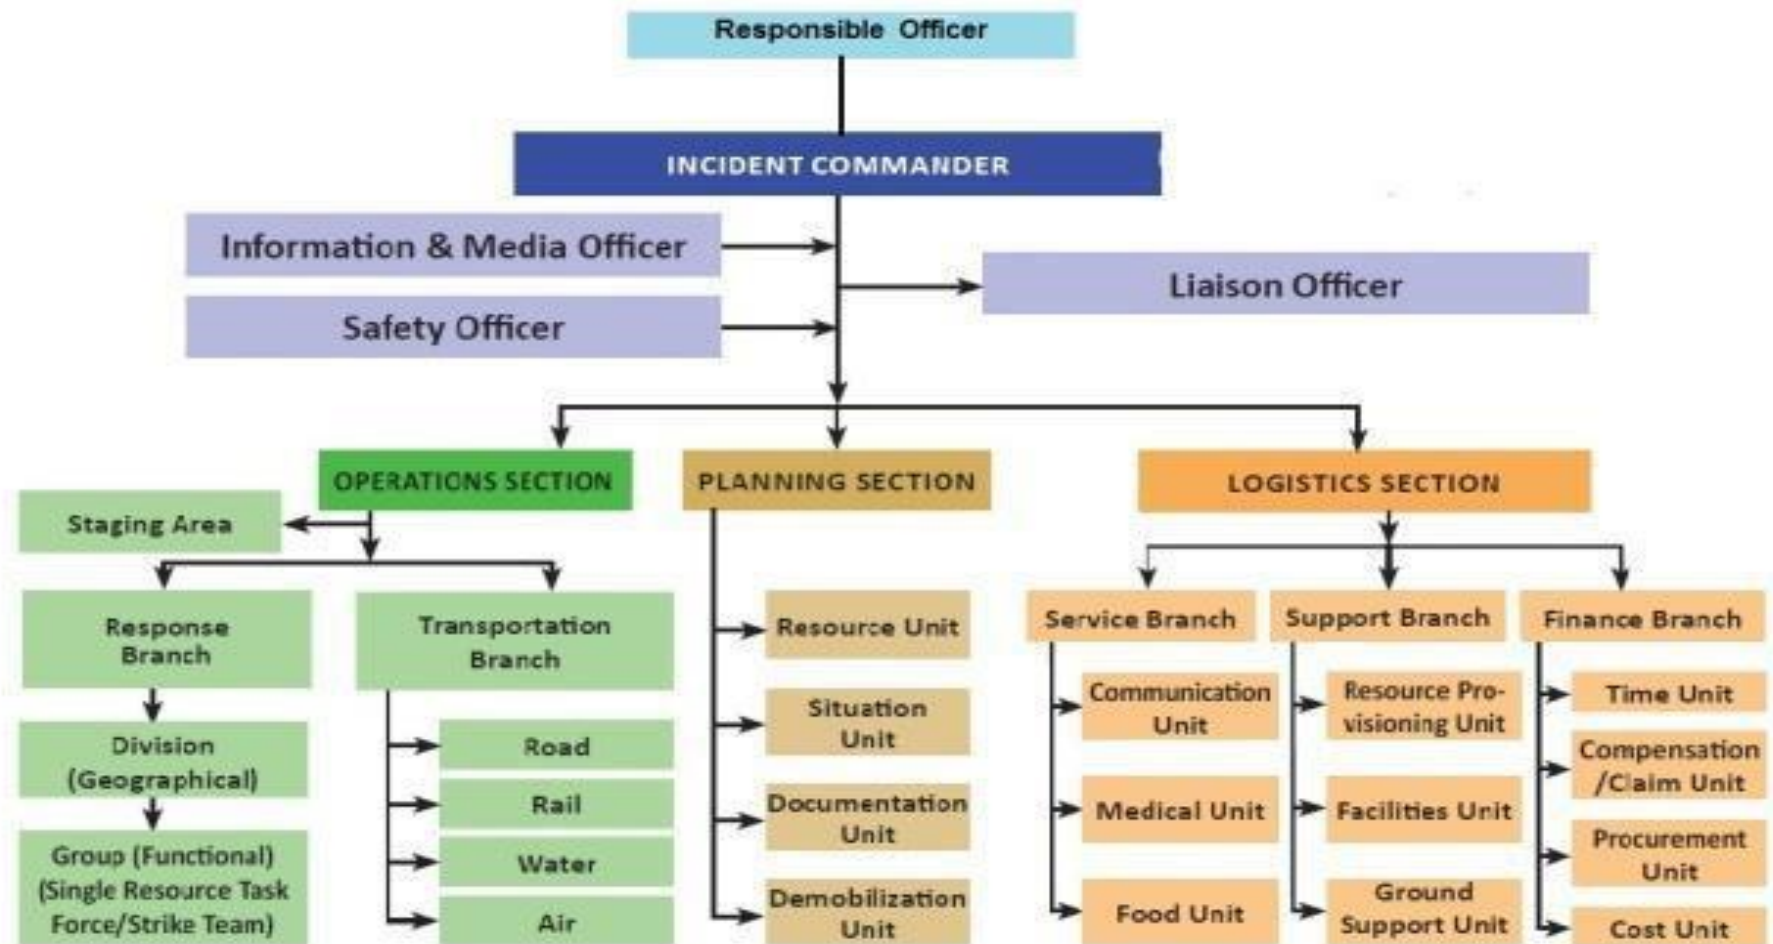 Responsible Officer
INCIDENT COMMANDER
Information & Media Officer
Liaison Officer
Safety Officer
OPERATIONS SECTION
PLANNING SECTION
LOGISTICS SECTION
Staging Area
Response
Branch
Transportation
Branch
Division
(Geographical)
Group (Functional)
(Single Resource Task
Force/Strike Team)
Road
Rail
Water
Air
Resource Unit
Situation
Unit
Documentation
Unit
Demobilization
Unit
Service Branch
Communication
Unit
Medical Unit
Food Unit
Support Branch
Resource Pro-
visioning Unit
Facilities Unit
Ground
Support Unit
Finance Branch
Time Unit
Compensation
/Claim Unit
Procurement
Unit
Cost Unit